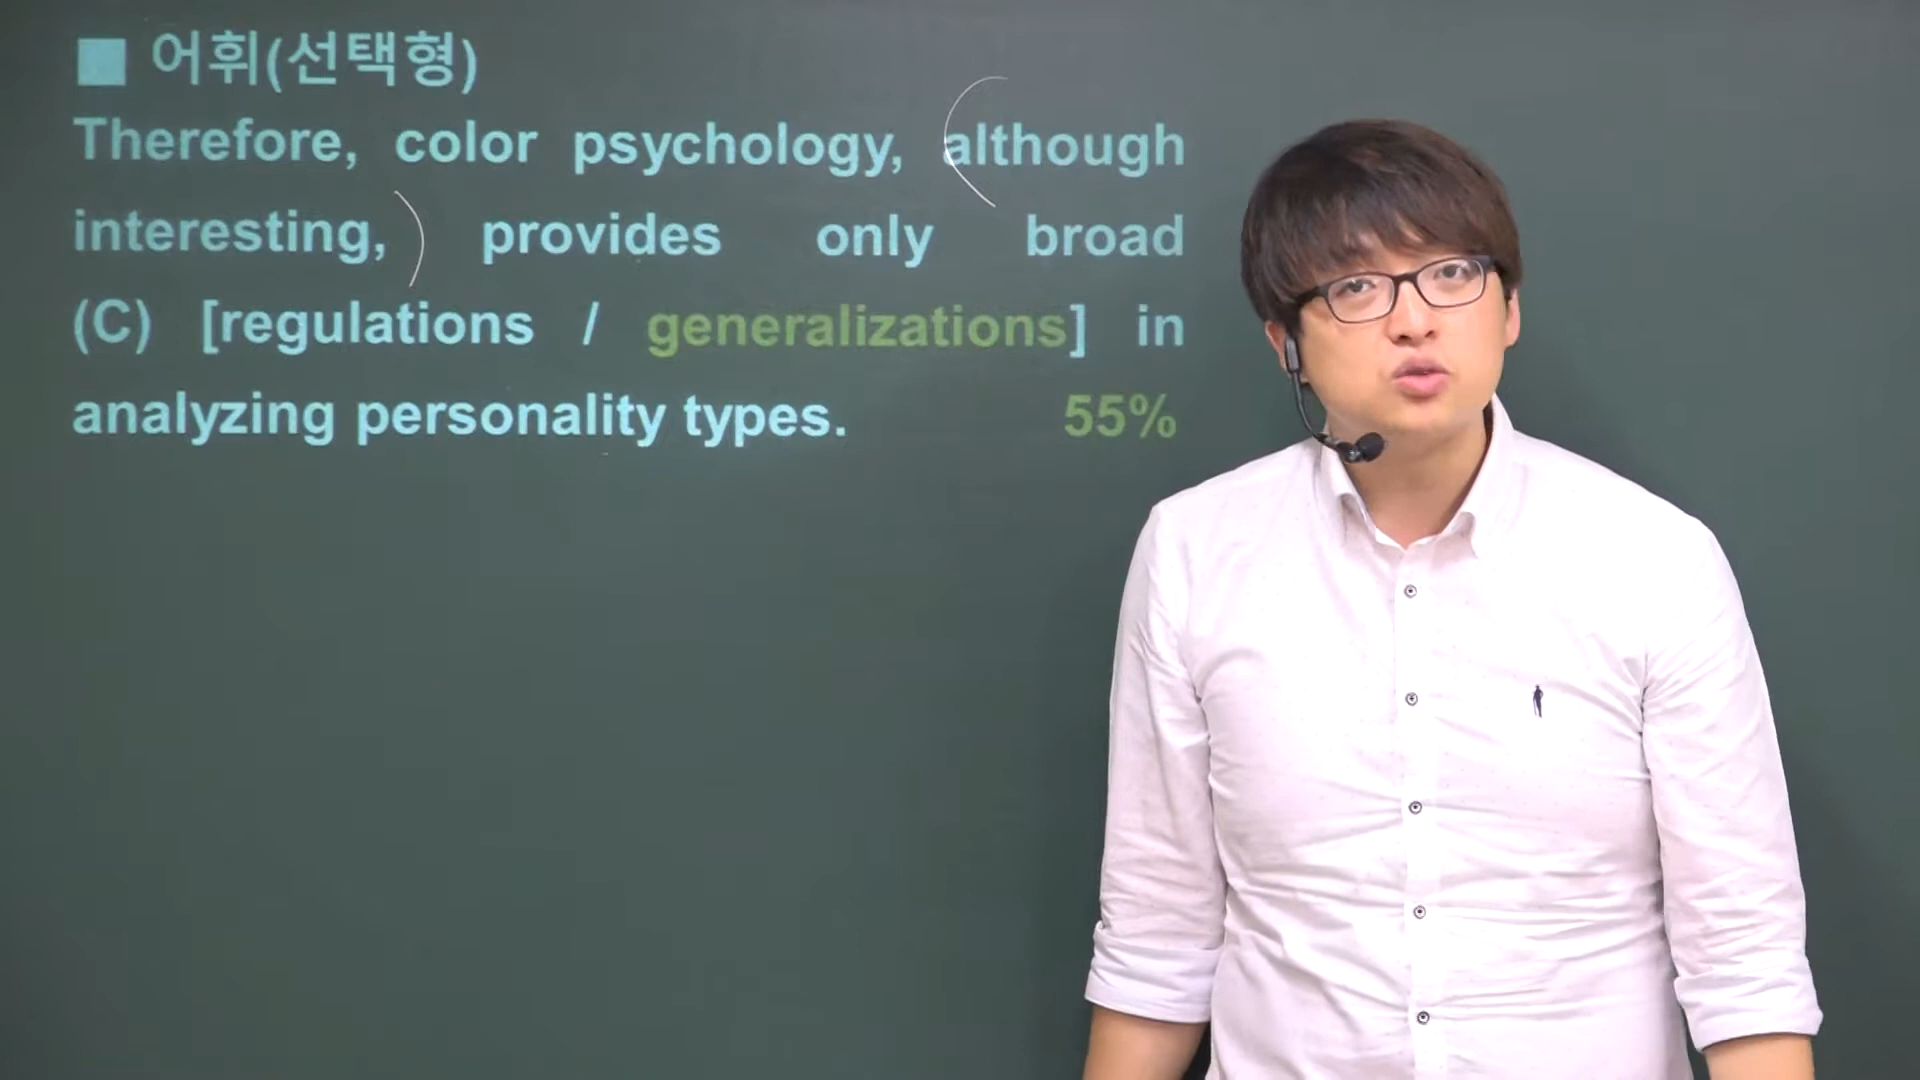 ■ 어휘(선택형)
Therefore, color psychology, although
interesting, provides only broad
(C) [regulations / generalizations] in
analyzing personality types. 55%